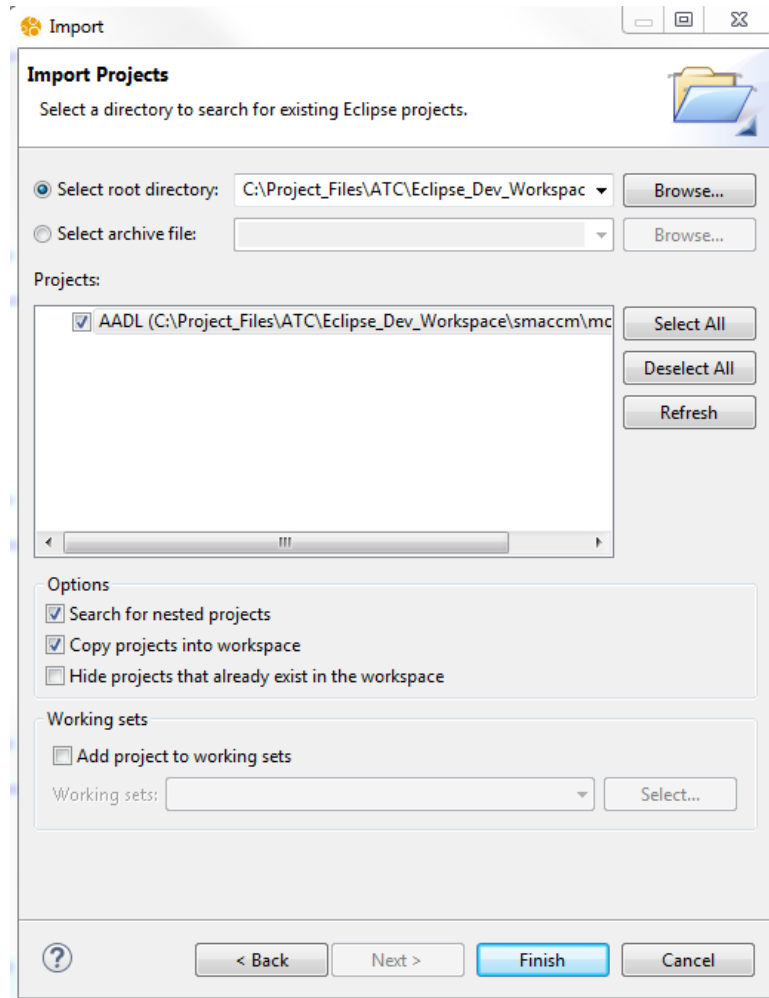 Import
Import Projects
Select a directory to search for existing Eclipse projects.
Select root directory: C:\Project_Files\ATC\Eclipse_Dev_Workspac Browse...
Select archive file: Browse...
Projects:
AADL (C:\Project_Files\ATC\Eclipse_Dev_Workspace\smaccm\mc Select All
Deselect All
Refresh
Options
Search for nested projects
Copy projects into workspace
Hide projects that already exist in the workspace
Working sets
Add project to working sets
Working sets: Select...
? < Back Next > Finish Cancel